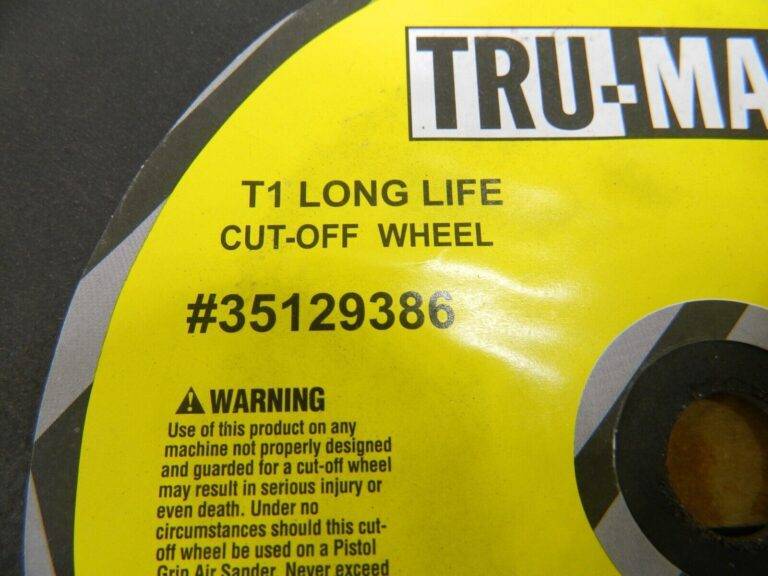 TRU-MA
T1 LONG LIFE
CUT-OFF WHEEL
#35129386
⚠ WARNING
Use of this product on any
machine not properly designed
and guarded for a cut-off wheel
may result in serious injury or
even death. Under no
circumstances should this cut-
off wheel be used on a Pistol
Grip Air Sander. Never exceed